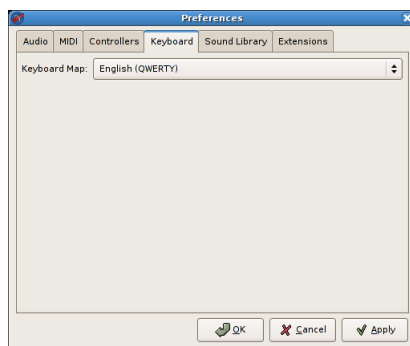 Preferences
Audio MIDI Controllers Keyboard Sound Library Extensions
Keyboard Map: English (QWERTY)
OK Cancel Apply